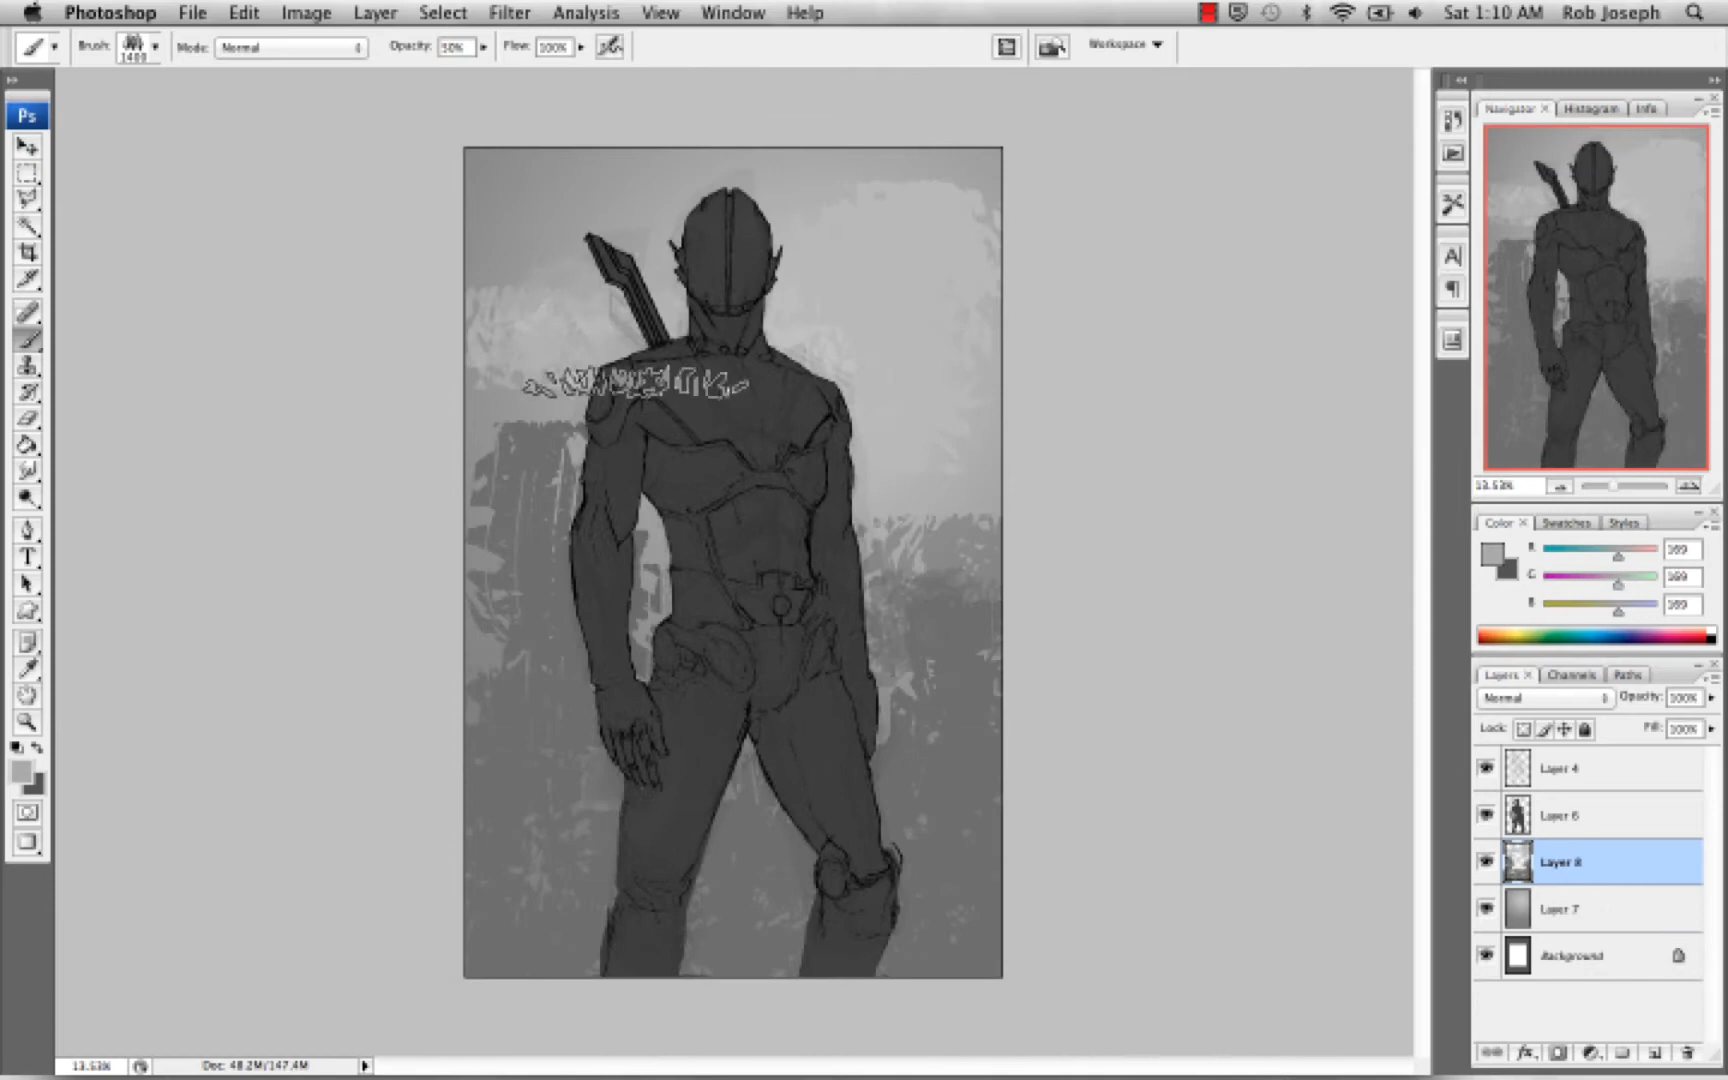 Photoshop File Edit Image Layer Select Filter Analysis View Window Help Sat 1:10 AM Rob Joseph
Brush: 1400 Mode: Normal Opacity: 50% Flow: 100% Workspace
Ps
Navigator Histogram Info
13.53%
Color Swatches Styles
R 169
G 169
B 169
Layers Channels Paths
Normal Opacity: 100%
Lock: Fill: 100%
Layer 4
Layer 6
Layer 8
Layer 7
Background
13.53% Doc: 48.2M/147.4M